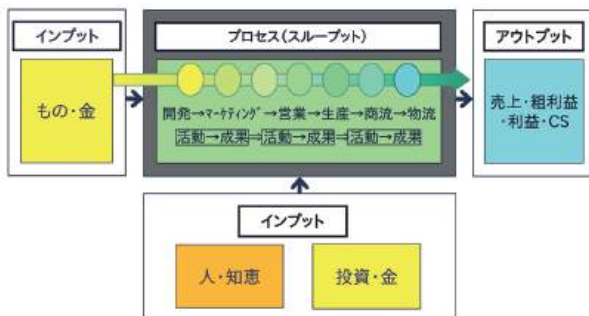 インプット
もの・金
プロセス(スループット)
開発→マーケティング→営業→生産→商流→物流
活動→成果⇒活動→成果⇒活動→成果
アウトプット
売上・粗利益
・利益・CS
インプット
人・知恵
投資・金